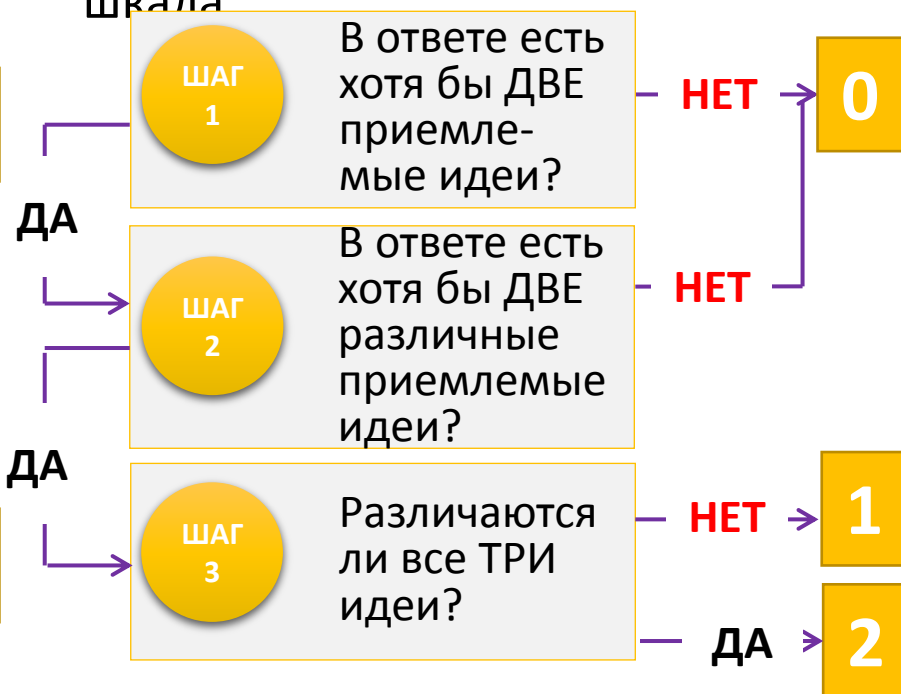 шкала
ШАГ
1
В ответе есть
хотя бы ДВЕ
приемле-
мые идеи?
НЕТ
0
ДА
ШАГ
2
В ответе есть
хотя бы ДВЕ
различные
приемлемые
идеи?
НЕТ
ДА
ШАГ
3
Различаются
ли все ТРИ
идеи?
НЕТ
1
ДА
2